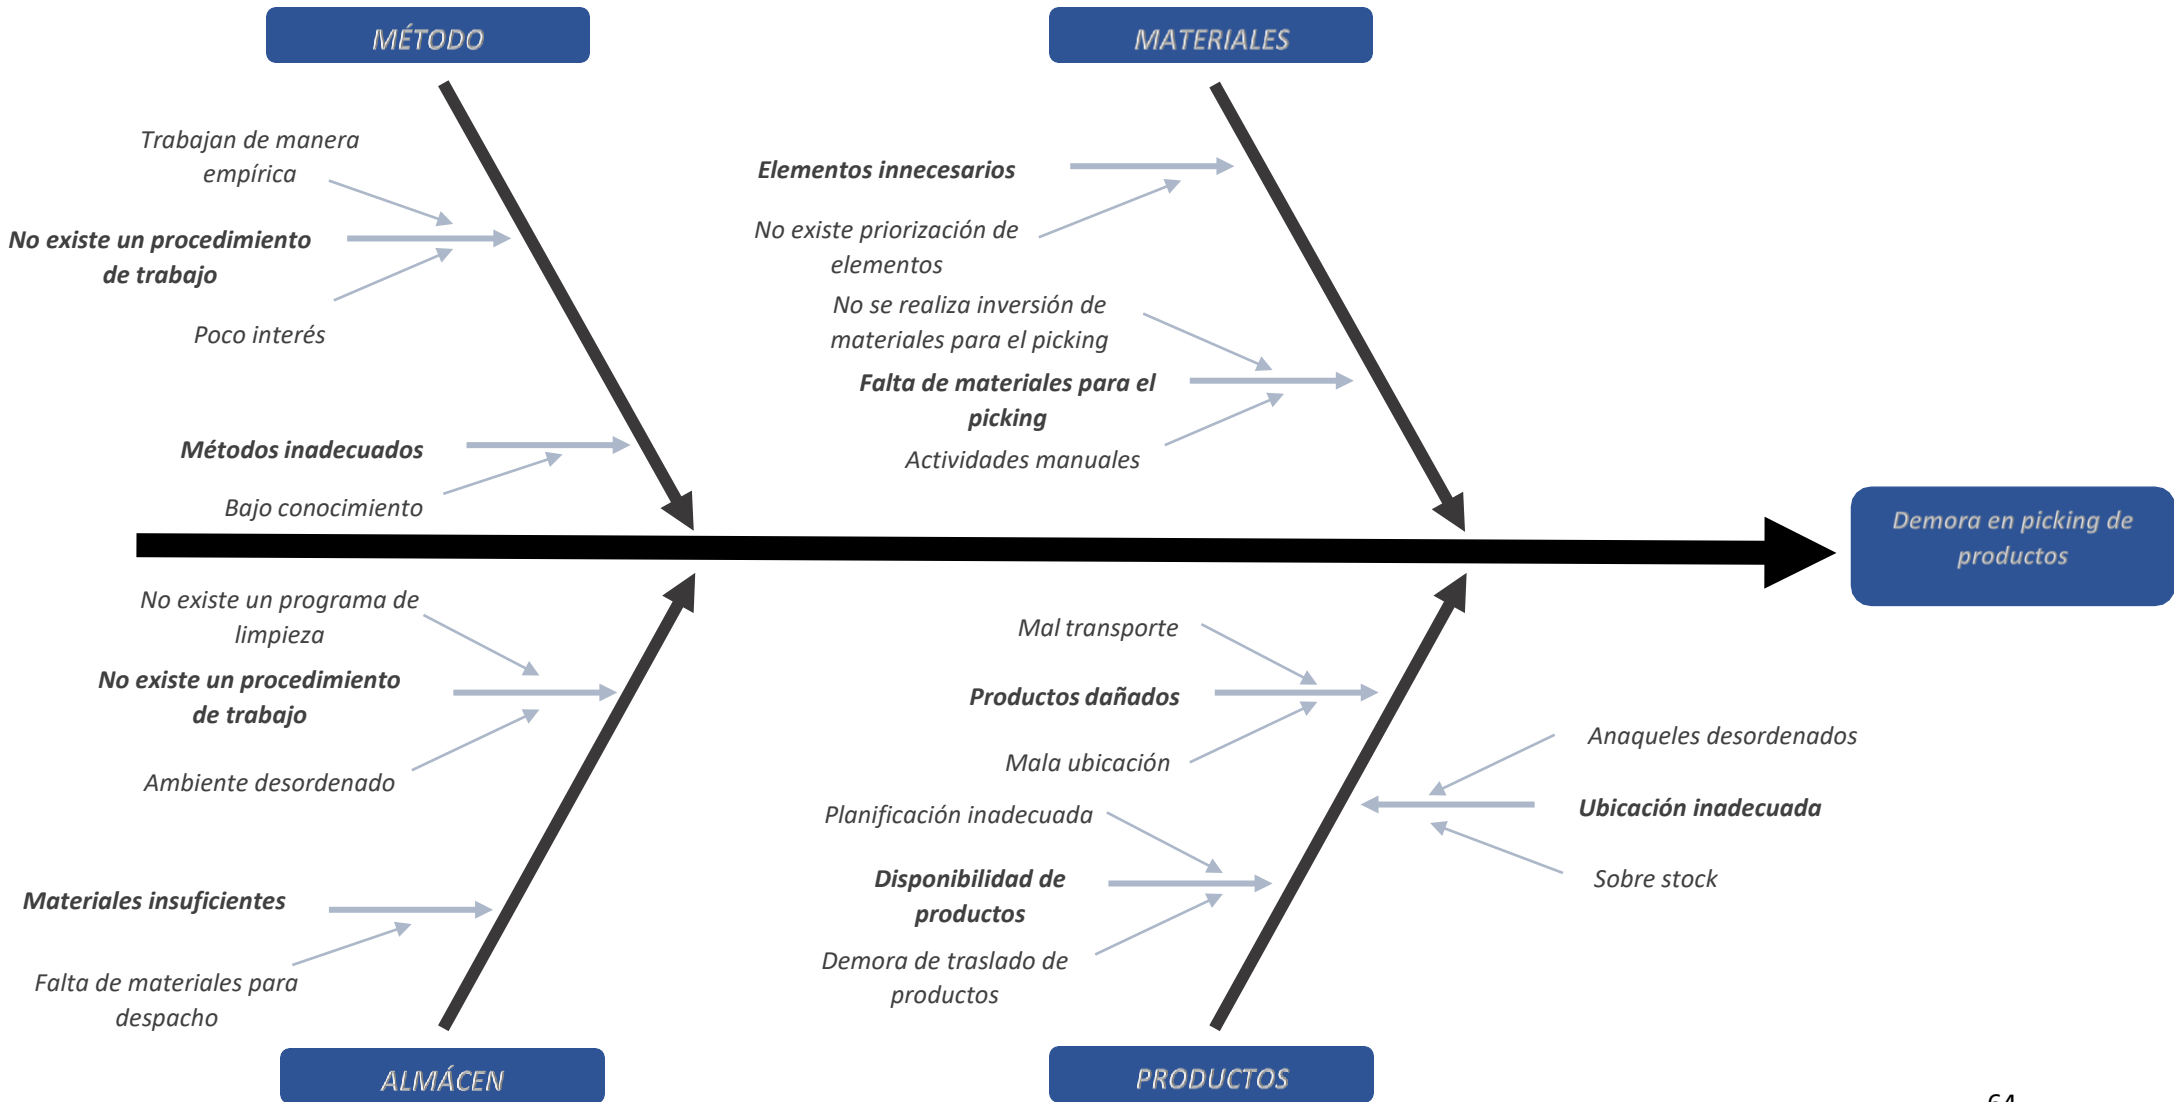 MÉTODO
MATERIALES
Trabajan de manera
empírica
No existe un procedimiento
de trabajo
Poco interés
Métodos inadecuados
Bajo conocimiento
Elementos innecesarios
No existe priorización de
elementos
No se realiza inversión de
materiales para el picking
Falta de materiales para el
picking
Actividades manuales
Demora en picking de
productos
No existe un programa de
limpieza
No existe un procedimiento
de trabajo
Ambiente desordenado
Materiales insuficientes
Falta de materiales para
despacho
Mal transporte
Productos dañados
Mala ubicación
Planificación inadecuada
Disponibilidad de
productos
Demora de traslado de
productos
Anaqueles desordenados
Ubicación inadecuada
Sobre stock
ALMÁCEN
PRODUCTOS